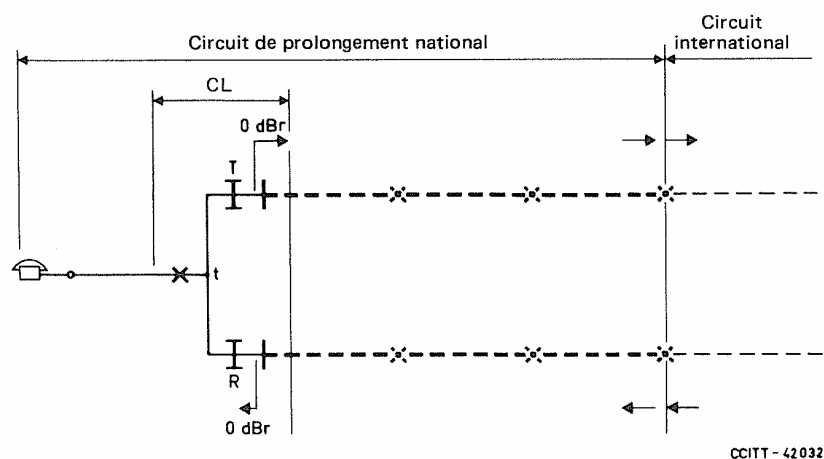 Circuit de prolongement national
Circuit
international
CL
0 dBr
T
t
R
0 dBr
CCITT - 42032